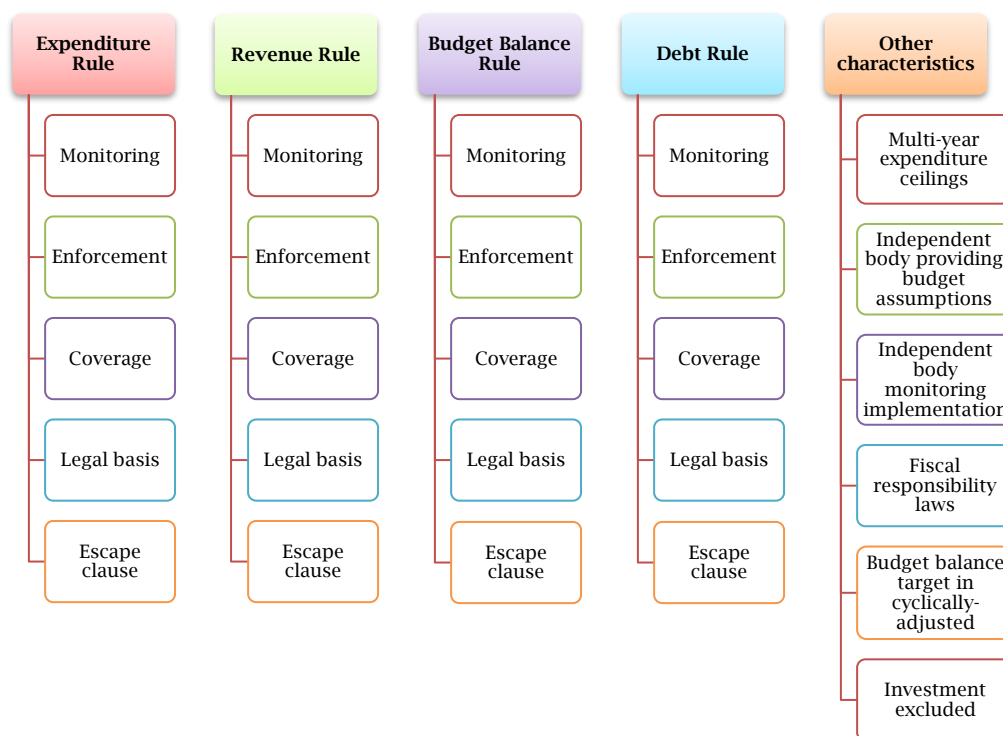 Expenditure
Rule
Monitoring
Enforcement
Coverage
Legal basis
Escape
clause
Revenue Rule
Monitoring
Enforcement
Coverage
Legal basis
Escape
clause
Budget Balance
Rule
Monitoring
Enforcement
Coverage
Legal basis
Escape
clause
Debt Rule
Monitoring
Enforcement
Coverage
Legal basis
Escape
clause
Other
characteristics
Multi-year
expenditure
ceilings
Independent
body providing
budget
assumptions
Independent
body
monitoring
implementation
Fiscal
responsibility
laws
Budget balance
target in
cyclically-
adjusted
Investment
excluded